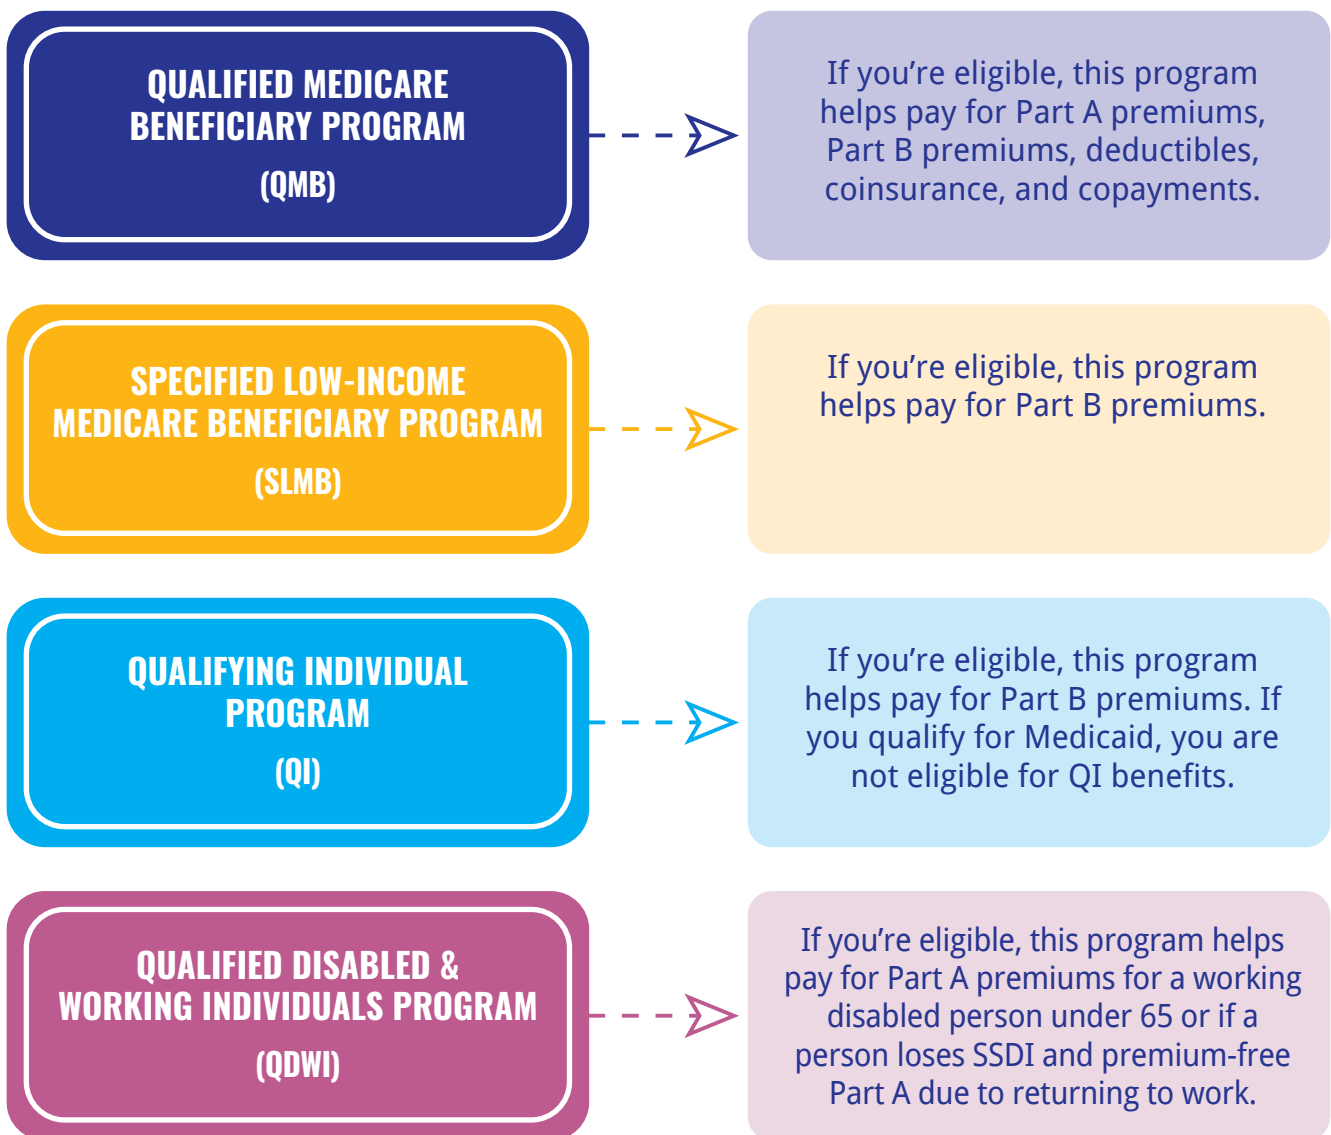 QUALIFIED MEDICARE
BENEFICIARY PROGRAM
(QMB)
If you’re eligible, this program
helps pay for Part A premiums,
Part B premiums, deductibles,
coinsurance, and copayments.
SPECIFIED LOW-INCOME
MEDICARE BENEFICIARY PROGRAM
(SLMB)
If you’re eligible, this program
helps pay for Part B premiums.
QUALIFYING INDIVIDUAL
PROGRAM
(QI)
If you’re eligible, this program
helps pay for Part B premiums. If
you qualify for Medicaid, you are
not eligible for QI benefits.
QUALIFIED DISABLED &
WORKING INDIVIDUALS PROGRAM
(QDWI)
If you’re eligible, this program helps
pay for Part A premiums for a working
disabled person under 65 or if a
person loses SSDI and premium-free
Part A due to returning to work.